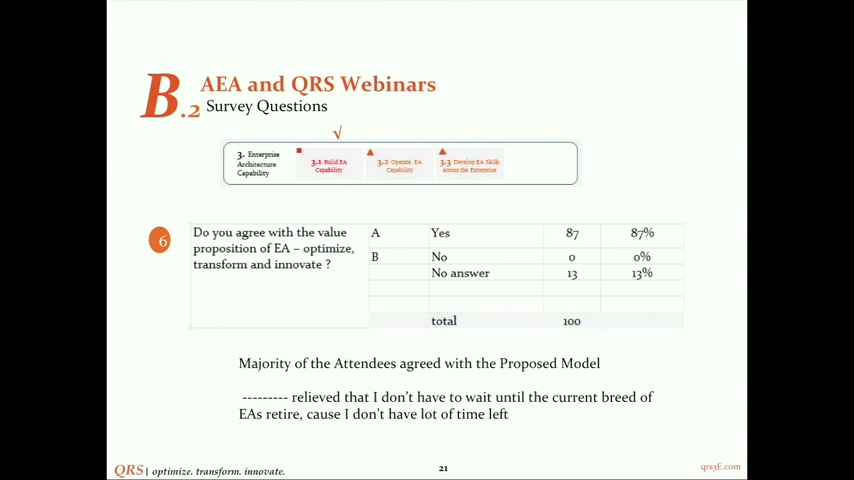 B.2 AEA and QRS Webinars
Survey Questions
√
3. Enterprise Architecture Capability
3.1 Build EA Capability
3.2 Operate EA Capability
3.3 Develop EA Skills across the Enterprise
6
Do you agree with the value
proposition of EA – optimize,
transform and innovate ?
A Yes 87 87%
B No 0 0%
No answer 13 13%
total 100
Majority of the Attendees agreed with the Proposed Model
--------- relieved that I don't have to wait until the current breed of
EAs retire, cause I don't have lot of time left
QRS| optimize. transform. innovate.
21
qrs3E.com